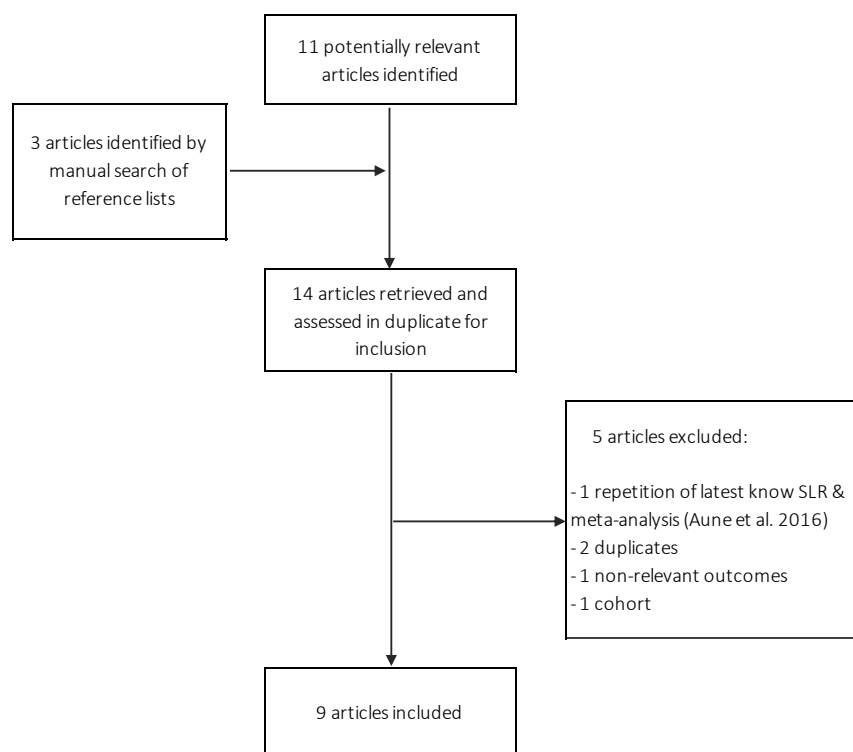 11 potentially relevant
articles identified
3 articles identified by
manual search of
reference lists
14 articles retrieved and
assessed in duplicate for
inclusion
5 articles excluded:
- 1 repetition of latest know SLR &
meta-analysis (Aune et al. 2016)
- 2 duplicates
- 1 non-relevant outcomes
- 1 cohort
9 articles included